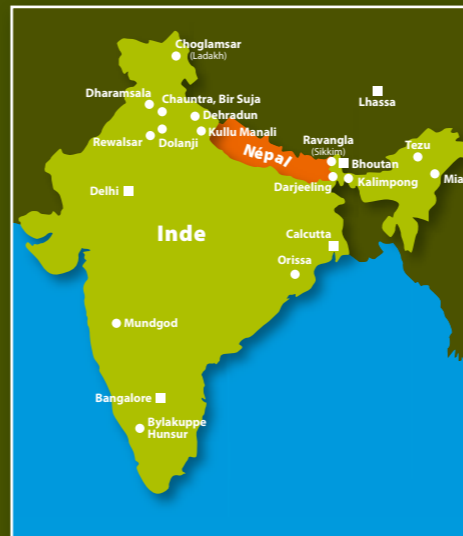 Choglamsar
(Ladakh)
Dharamsala
Chauntra, Bir Suja
Dehradun
Lhassa
Rewalsar
Dolanji
Kullu Manali
Népal
Ravangla
(Sikkim)
Bhoutan
Tezu
Mia
Delhi
Darjeeling
Kalimpong
Inde
Calcutta
Orissa
Mundgod
Bangalore
Bylakuppe
Hunsur